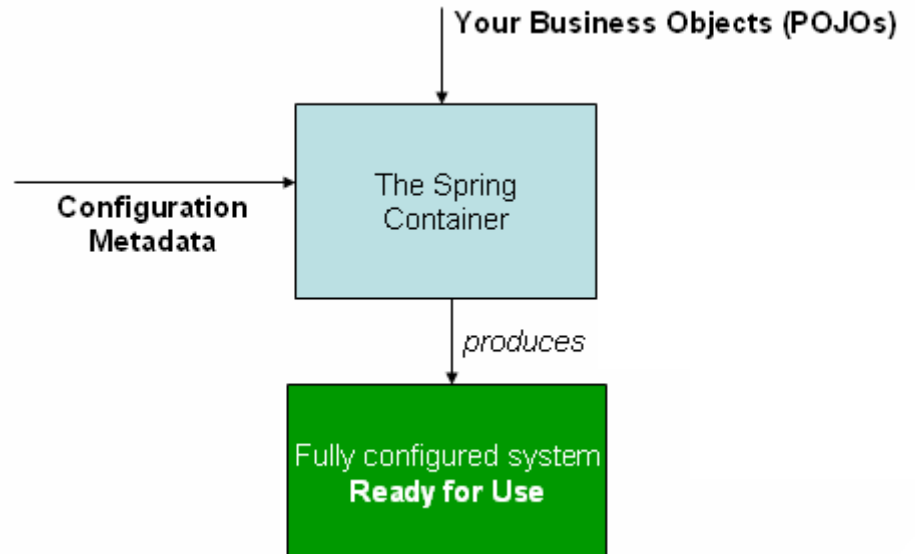 Your Business Objects (POJOs)
The Spring
Container
Configuration
Metadata
produces
Fully configured system
Ready for Use